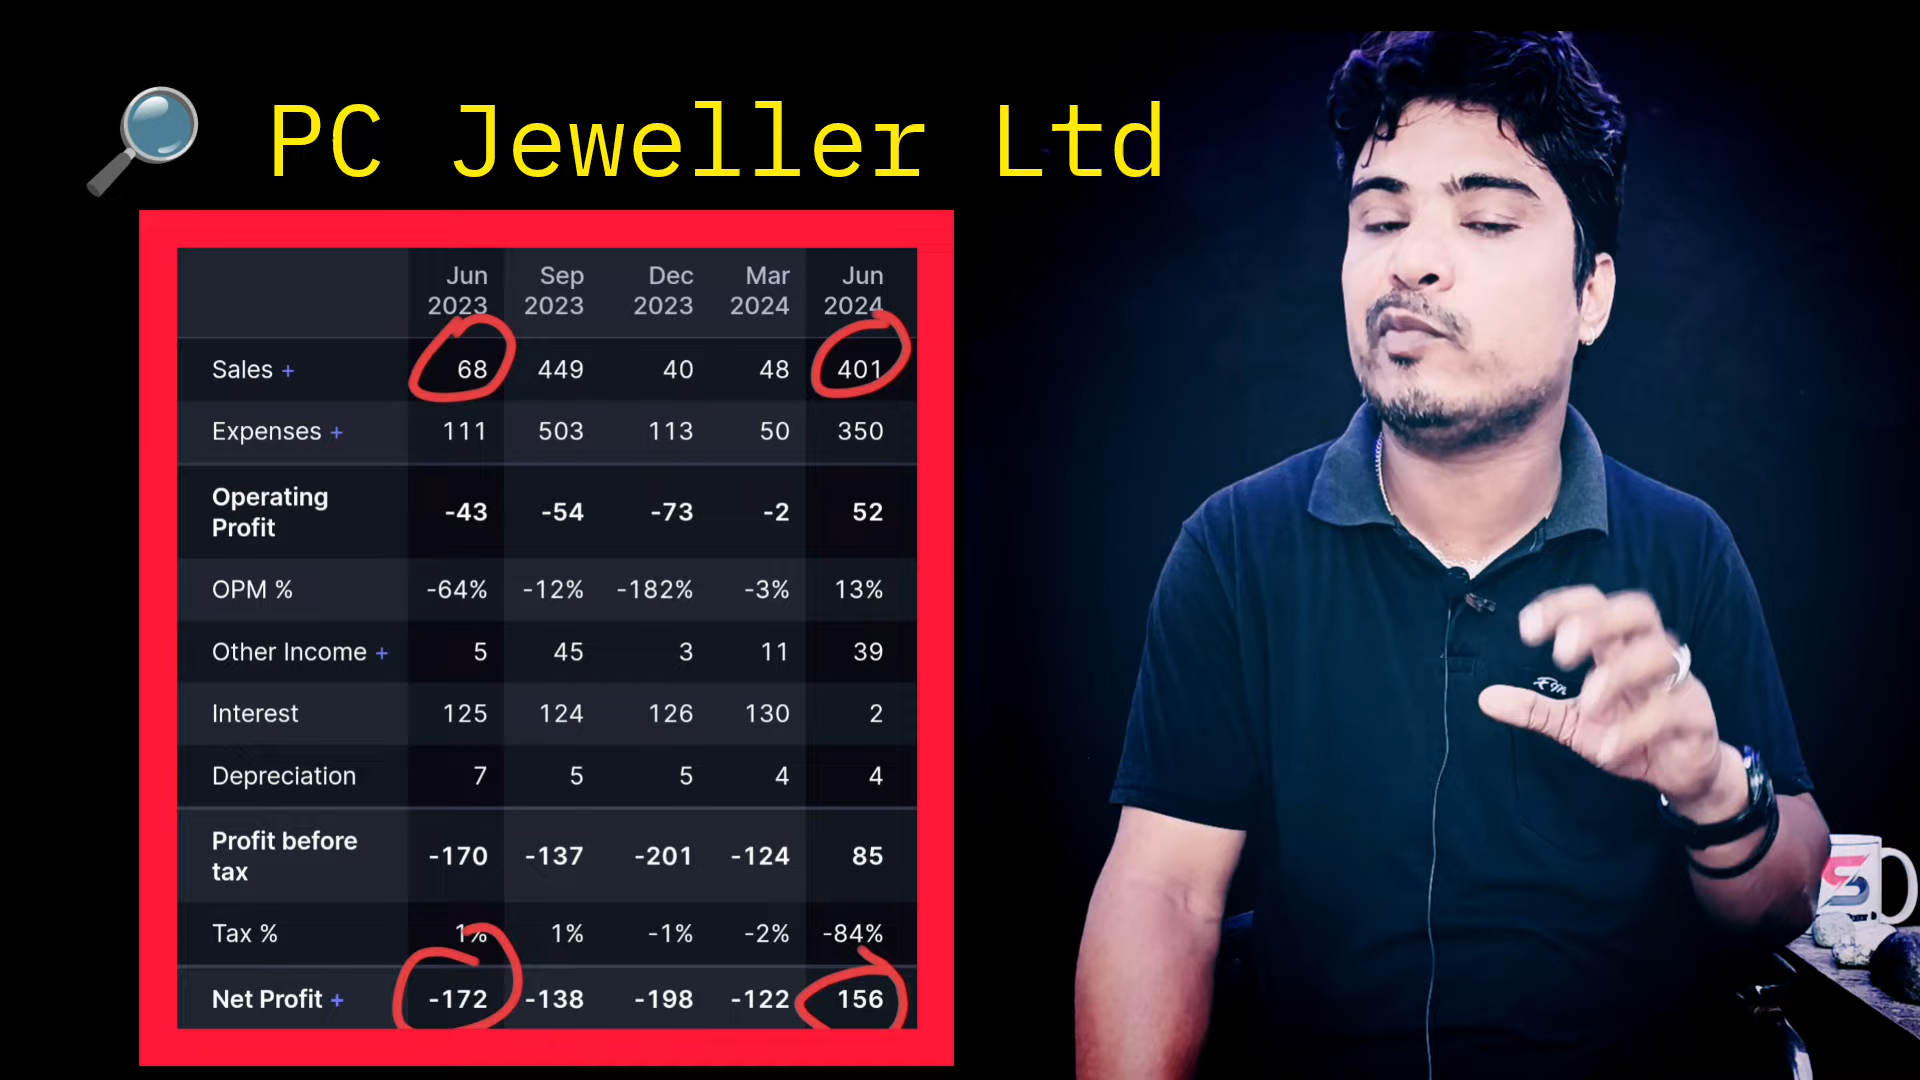 PC Jeweller Ltd
Jun 2023 Sep 2023 Dec 2023 Mar 2024 Jun 2024
Sales + 68 449 40 48 401
Expenses + 111 503 113 50 350
Operating Profit -43 -54 -73 -2 52
OPM % -64% -12% -182% -3% 13%
Other Income + 5 45 3 11 39
Interest 125 124 126 130 2
Depreciation 7 5 5 4 4
Profit before tax -170 -137 -201 -124 85
Tax % 1% 1% -1% -2% -84%
Net Profit + -172 -138 -198 -122 156